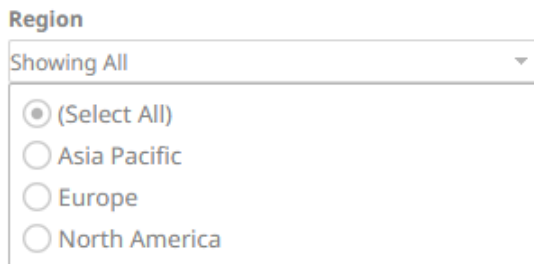 Region
Showing All
(Select All)
Asia Pacific
Europe
North America